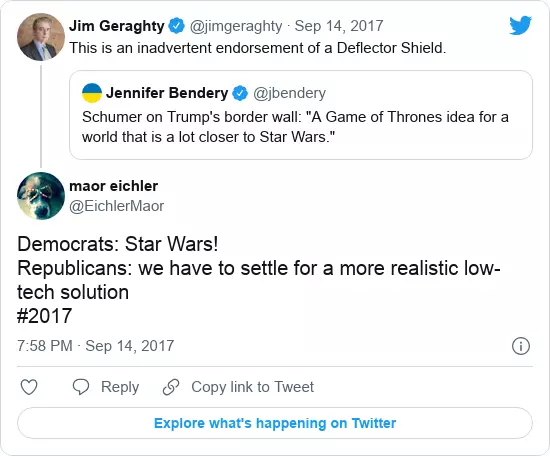 Jim Geraghty @jimgeraghty · Sep 14, 2017
This is an inadvertent endorsement of a Deflector Shield.
Jennifer Bendery @jbendery
Schumer on Trump's border wall: "A Game of Thrones idea for a
world that is a lot closer to Star Wars."
maor eichler
@EichlerMaor
Democrats: Star Wars!
Republicans: we have to settle for a more realistic low-
tech solution
#2017
7:58 PM · Sep 14, 2017
Reply Copy link to Tweet
Explore what's happening on Twitter